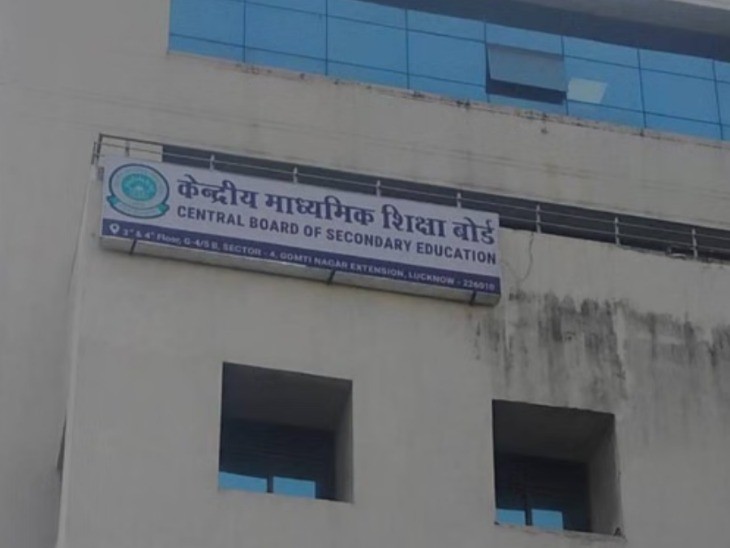 केन्द्रीय माध्यमिक शिक्षा बोर्ड
CENTRAL BOARD OF SECONDARY EDUCATION
3rd & 4th Floor, G-4/5 B, SECTOR - 4, GOMTI NAGAR EXTENSION, LUCKNOW - 226010